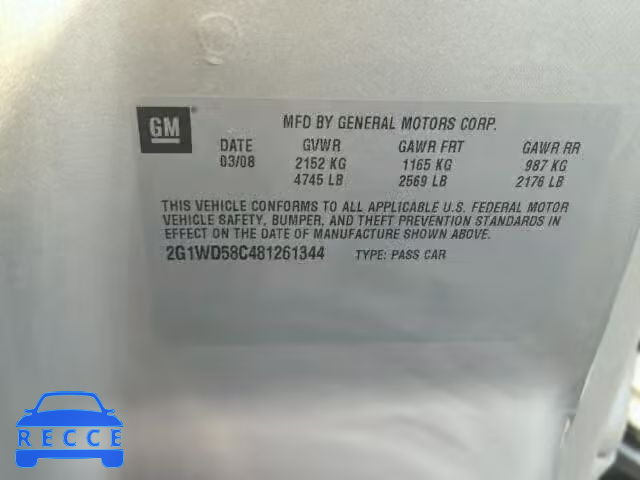 GM
MFD BY GENERAL MOTORS CORP.
DATE GVWR GAWR FRT GAWR RR
03/08 2152 KG 1165 KG 987 KG
4745 LB 2569 LB 2176 LB
THIS VEHICLE CONFORMS TO ALL APPLICABLE U.S. FEDERAL MOTOR
VEHICLE SAFETY, BUMPER, AND THEFT PREVENTION STANDARDS IN
EFFECT ON THE DATE OF MANUFACTURE SHOWN ABOVE.
2G1WD58C481261344 TYPE: PASS CAR
RECCE